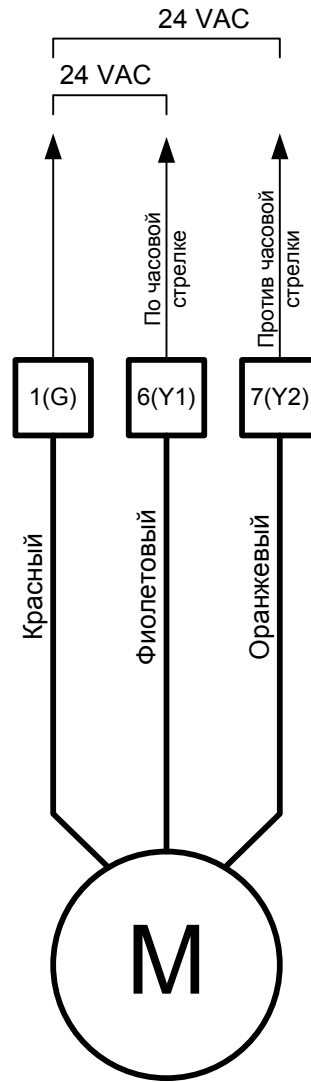 24 VAC
24 VAC
По часовой
стрелке
Против часовой
стрелки
1(G)
6(Y1)
7(Y2)
Красный
Фиолетовый
Оранжевый
M